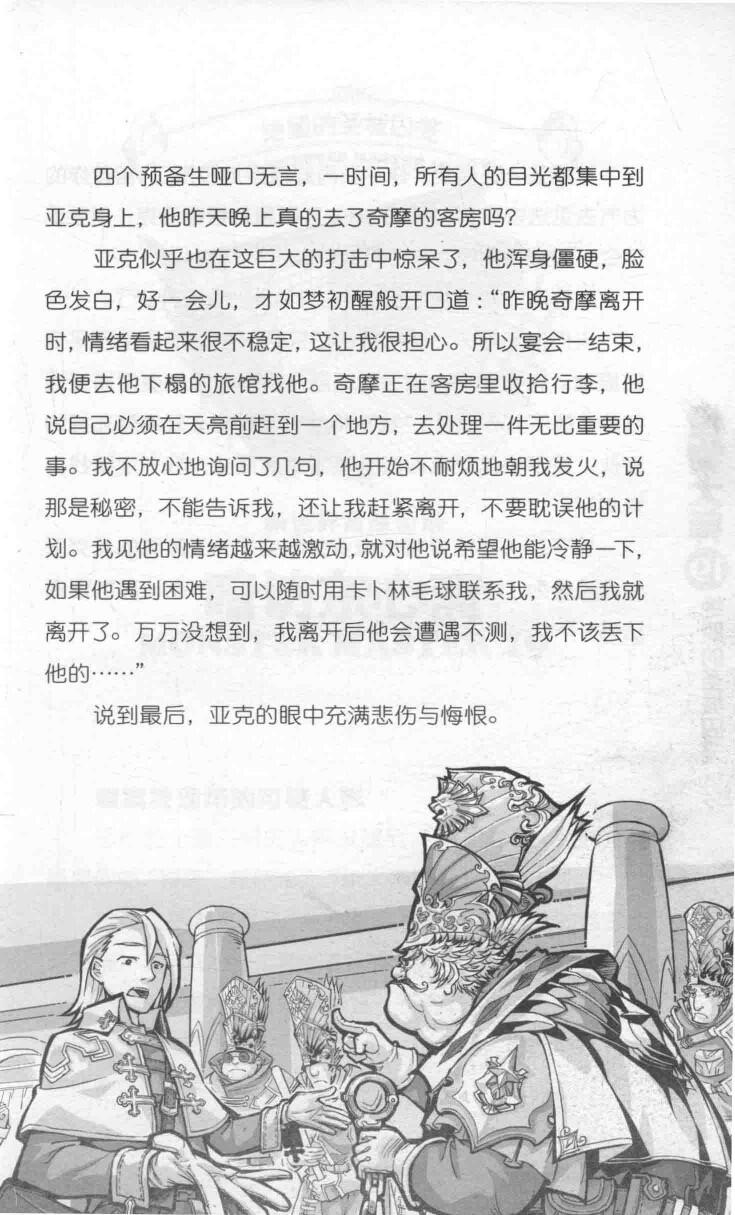 四个预备生哑口无言，一时间，所有人的目光都集中到
亚克身上，他昨天晚上真的去了奇摩的客房吗？
亚克似乎也在这巨大的打击中惊呆了，他浑身僵硬，脸
色发白，好一会儿，才如梦初醒般开口道：“昨晚奇摩离开
时，情绪看起来很不稳定，这让我很担心。所以宴会一结束，
我便去他下榻的旅馆找他。奇摩正在客房里收拾行李，他
说自己必须在天亮前赶到一个地方，去处理一件无比重要的
事。我不放心地询问了几句，他开始不耐烦地朝我发火，说
那是秘密，不能告诉我，还让我赶紧离开，不要耽误他的计
划。我见他的情绪越来越激动，就对他说希望他能冷静一下，
如果他遇到困难，可以随时用卡卜林毛球联系我，然后我就
离开了。万万没想到，我离开后他会遭遇不测，我不该丢下
他的……”
说到最后，亚克的眼中充满悲伤与悔恨。